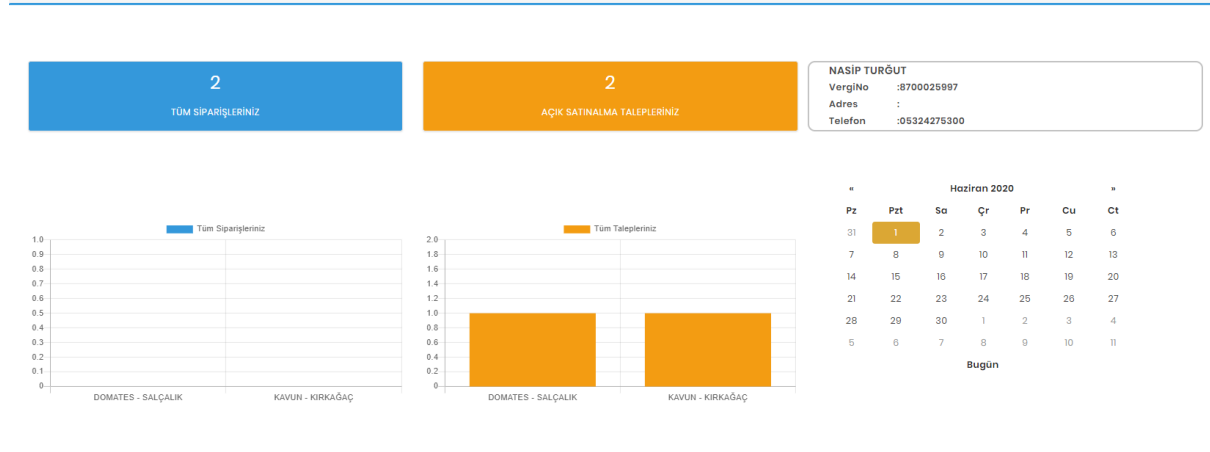 2
TÜM SİPARİŞLERİNİZ
2
AÇIK SATINALMA TALEPLERİNİZ
NASİP TURĞUT
VergiNo :8700025997
Adres :
Telefon :05324275300
Tüm Siparişleriniz
1.0
0.9
0.8
0.7
0.6
0.5
0.4
0.3
0.2
0.1
0
DOMATES - SALÇALIK KAVUN - KIRKAĞAÇ
Tüm Talepleriniz
2.0
1.8
1.6
1.4
1.2
1.0
0.8
0.6
0.4
0.2
0
DOMATES - SALÇALIK KAVUN - KIRKAĞAÇ
« Haziran 2020 »
Pz Pzt Sa Çr Pr Cu Ct
31 1 2 3 4 5 6
7 8 9 10 11 12 13
14 15 16 17 18 19 20
21 22 23 24 25 26 27
28 29 30 1 2 3 4
5 6 7 8 9 10 11
Bugün